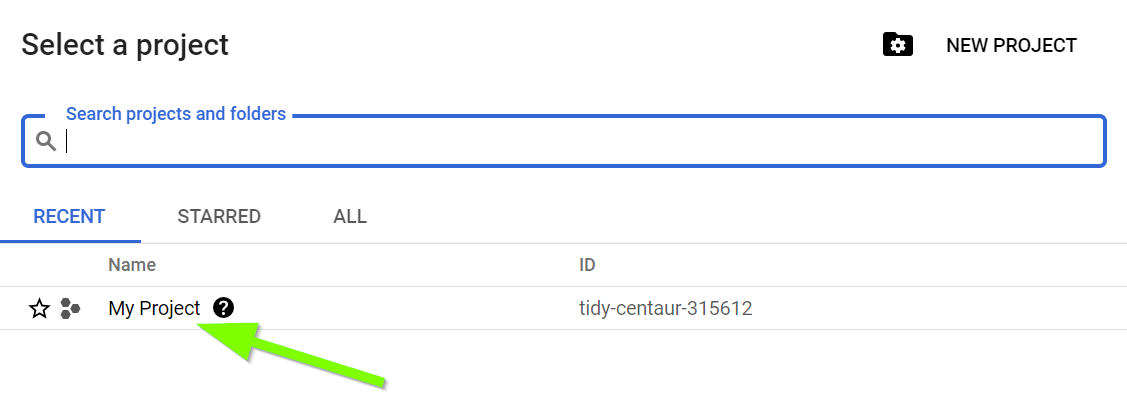 Select a project
NEW PROJECT
Search projects and folders
RECENT STARRED ALL
Name ID
My Project ? tidy-centaur-315612